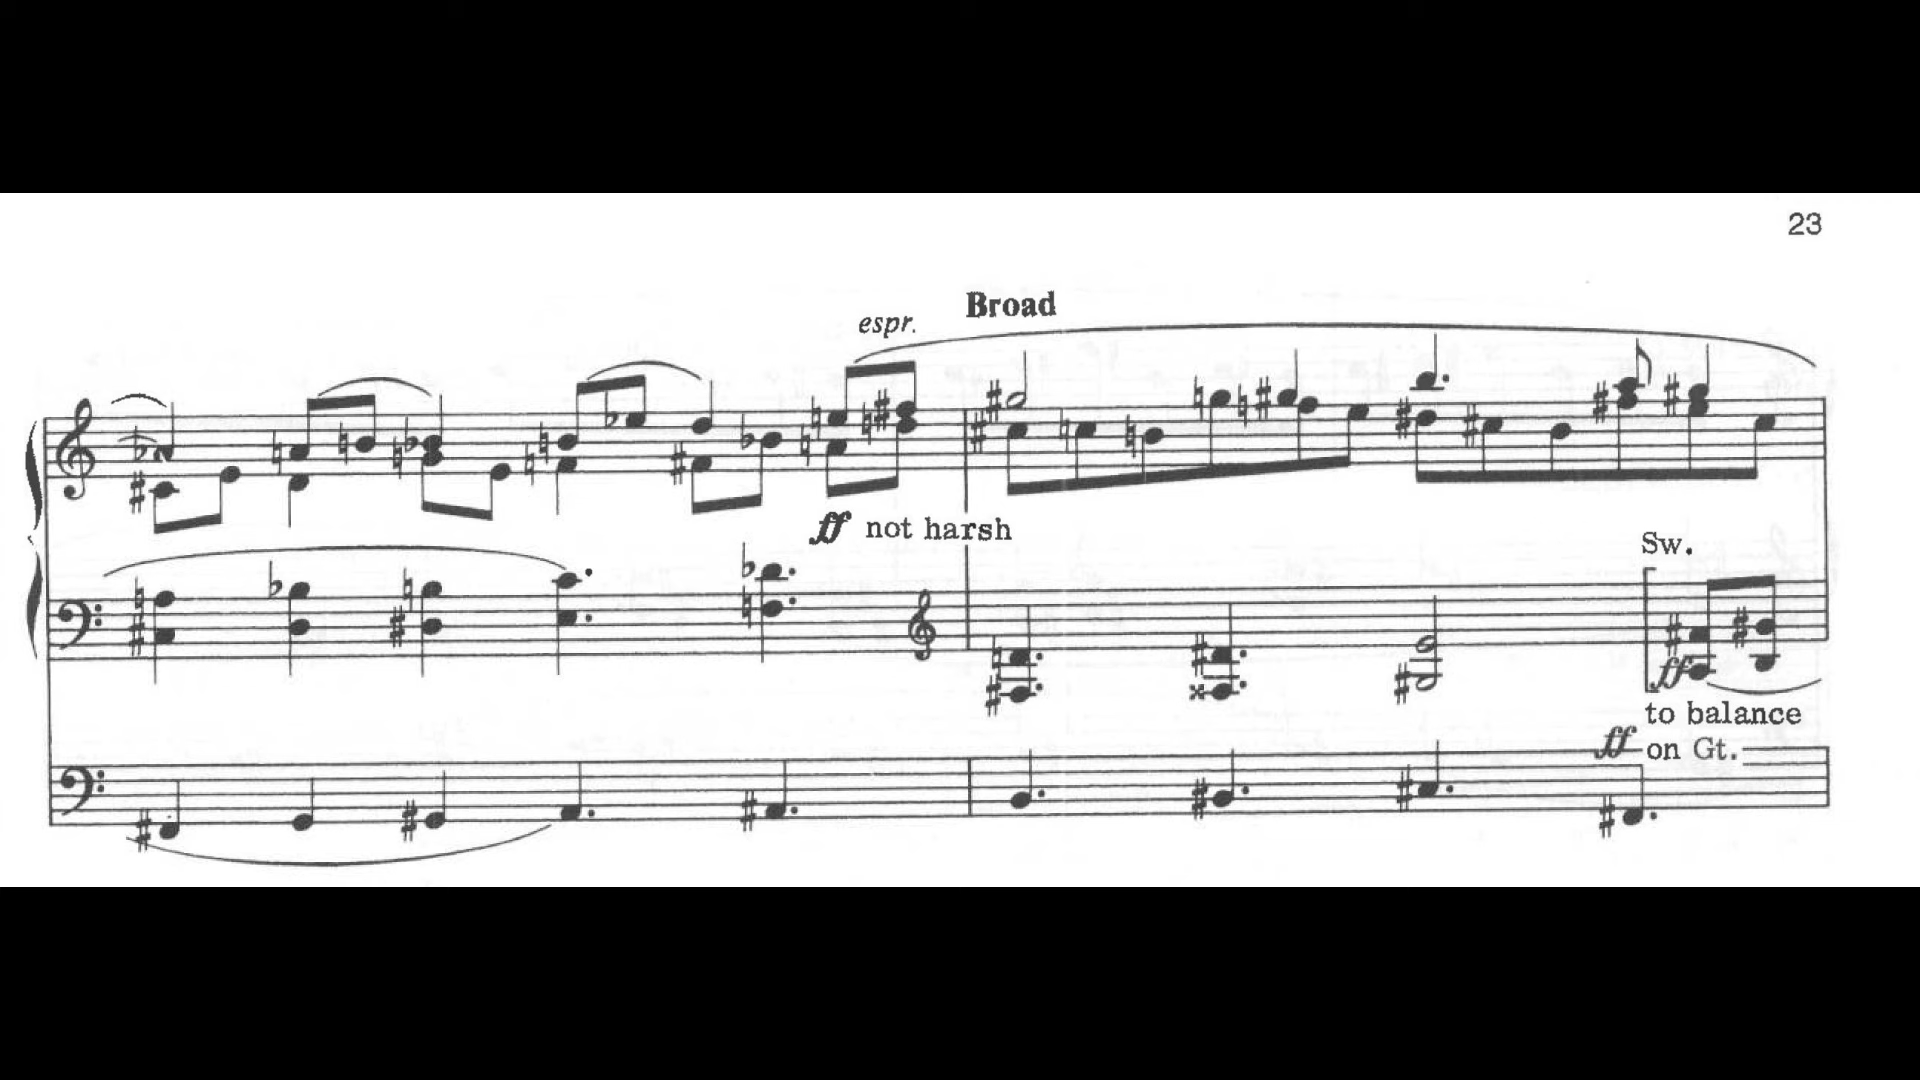 23
Broad
espr.
ff not harsh
Sw.
ff
to balance
ff on Gt.